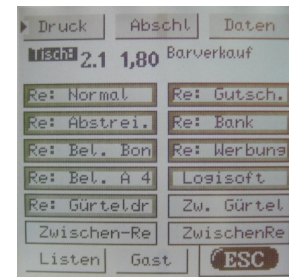 Druck Abschl Daten
Tisch: 2.1 1,80 Barverkauf
Re: Normal Re: Gutsch.
Re: Abstrei. Re: Bank
Re: Bel. Bon Re: Werbung
Re: Bel. A 4 Logisoft
Re: Gürteldr Zw. Gürtel
Zwischen-Re ZwischenRe
Listen Gast ESC